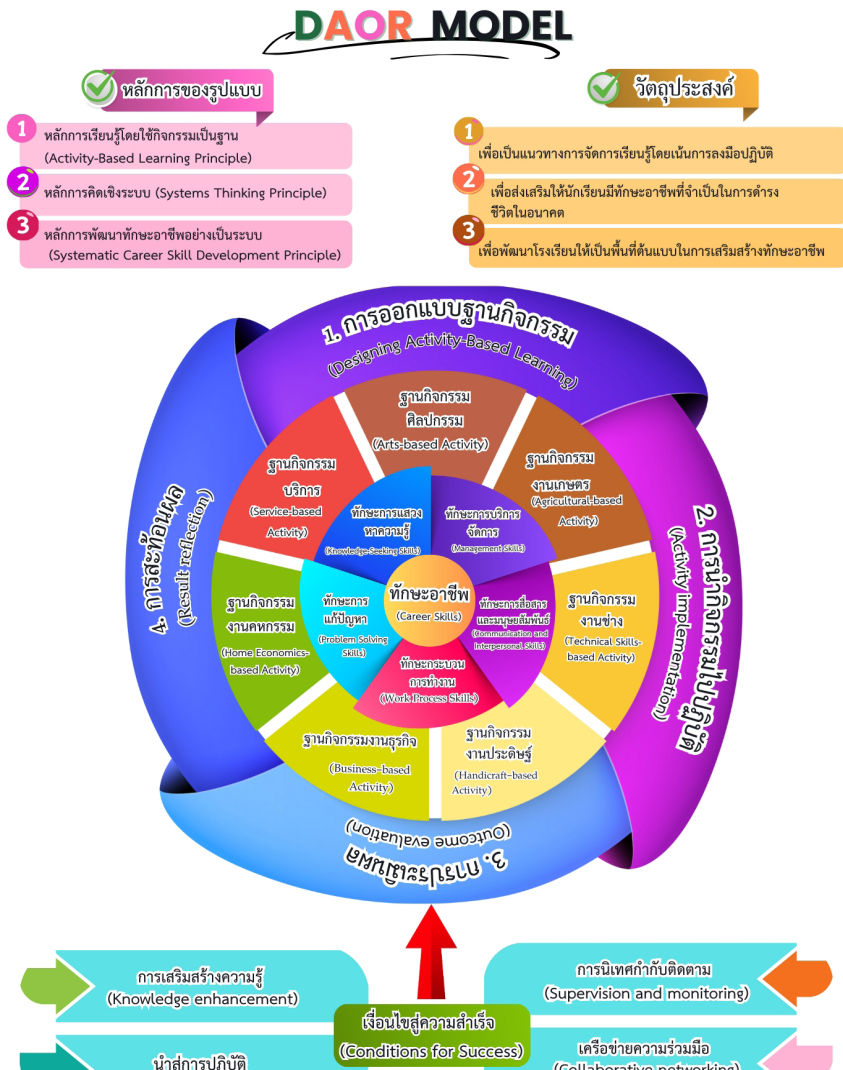 DAOR MODEL
หลักการของรูปแบบ
1
หลักการเรียนรู้โดยใช้กิจกรรมเป็นฐาน
(Activity-Based Learning Principle)
2
หลักการคิดเชิงระบบ (Systems Thinking Principle)
3
หลักการพัฒนาทักษะอาชีพอย่างเป็นระบบ
(Systematic Career Skill Development Principle)
วัตถุประสงค์
1
เพื่อเป็นแนวทางการจัดการเรียนรู้โดยเน้นการลงมือปฏิบัติ
2
เพื่อส่งเสริมให้นักเรียนมีทักษะอาชีพที่จำเป็นในการดำรง
ชีวิตในอนาคต
3
เพื่อพัฒนาโรงเรียนให้เป็นพื้นที่ต้นแบบในการเสริมสร้างทักษะอาชีพ
1. การออกแบบฐานกิจกรรม
(Designing Activity-Based Learning)
2. การนำกิจกรรมไปปฏิบัติ
(Activity implementation)
3. การประเมินผล
(Outcome evaluation)
4. การสะท้อนผล
(Result reflection)
ฐานกิจกรรม
ศิลปกรรม
(Arts-based Activity)
ฐานกิจกรรม
งานเกษตร
(Agricultural-based
Activity)
ฐานกิจกรรม
งานช่าง
(Technical Skills-
based Activity)
ฐานกิจกรรม
งานประดิษฐ์
(Handicraft-based
Activity)
ฐานกิจกรรมงานธุรกิจ
(Business-based
Activity)
ฐานกิจกรรม
งานคหกรรม
(Home Economics-
based Activity)
ฐานกิจกรรม
บริการ
(Service-based
Activity)
ทักษะการแสวง
หาความรู้
(Knowledge-Seeking Skills)
ทักษะการบริหาร
จัดการ
(Management Skills)
ทักษะการสื่อสาร
และมนุษยสัมพันธ์
(Communication and
Interpersonal Skills)
ทักษะกระบวน
การทำงาน
(Work Process Skills)
ทักษะการ
แก้ปัญหา
(Problem Solving
Skills)
ทักษะอาชีพ
(Career Skills)
การเสริมสร้างความรู้
(Knowledge enhancement)
การนิเทศกำกับติดตาม
(Supervision and monitoring)
เงื่อนไขสู่ความสำเร็จ
(Conditions for Success)
นำสู่การปฏิบัติ
เครือข่ายความร่วมมือ
(Collaborative networking)